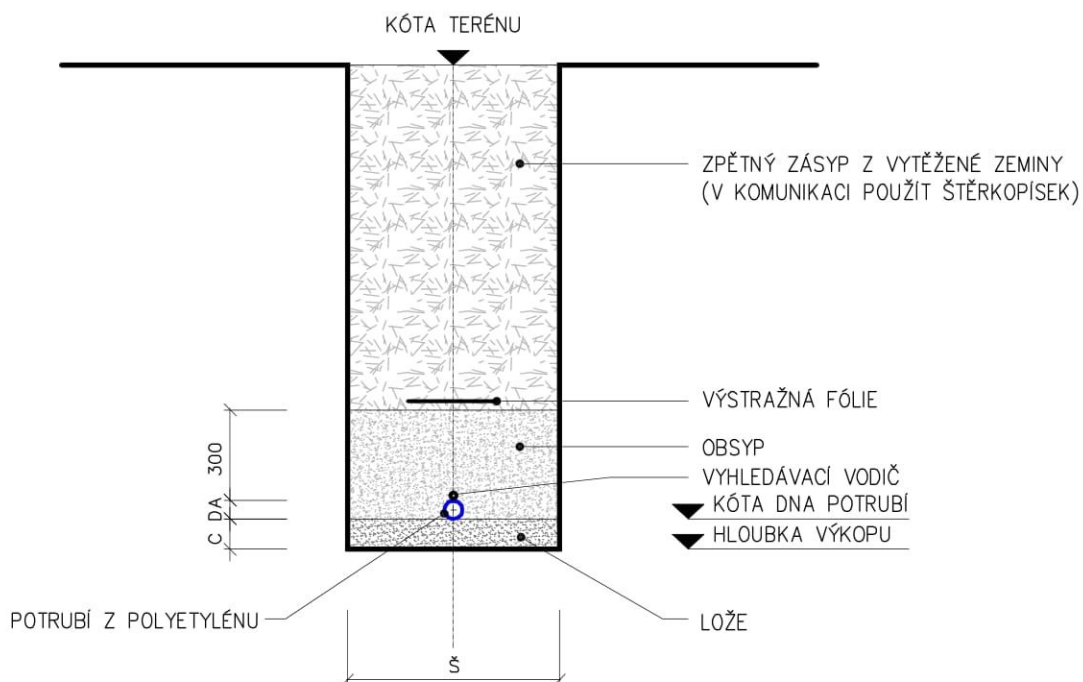 KÓTA TERÉNU
ZPĚTNÝ ZÁSYP Z VYTĚŽENÉ ZEMINY
(V KOMUNIKACI POUŽÍT ŠTĚRKOPÍSEK)
VÝSTRAŽNÁ FÓLIE
300
OBSYP
VYHLEDÁVACÍ VODIČ
DA
KÓTA DNA POTRUBÍ
C
HLOUBKA VÝKOPU
POTRUBÍ Z POLYETYLÉNU
LOŽE
Š